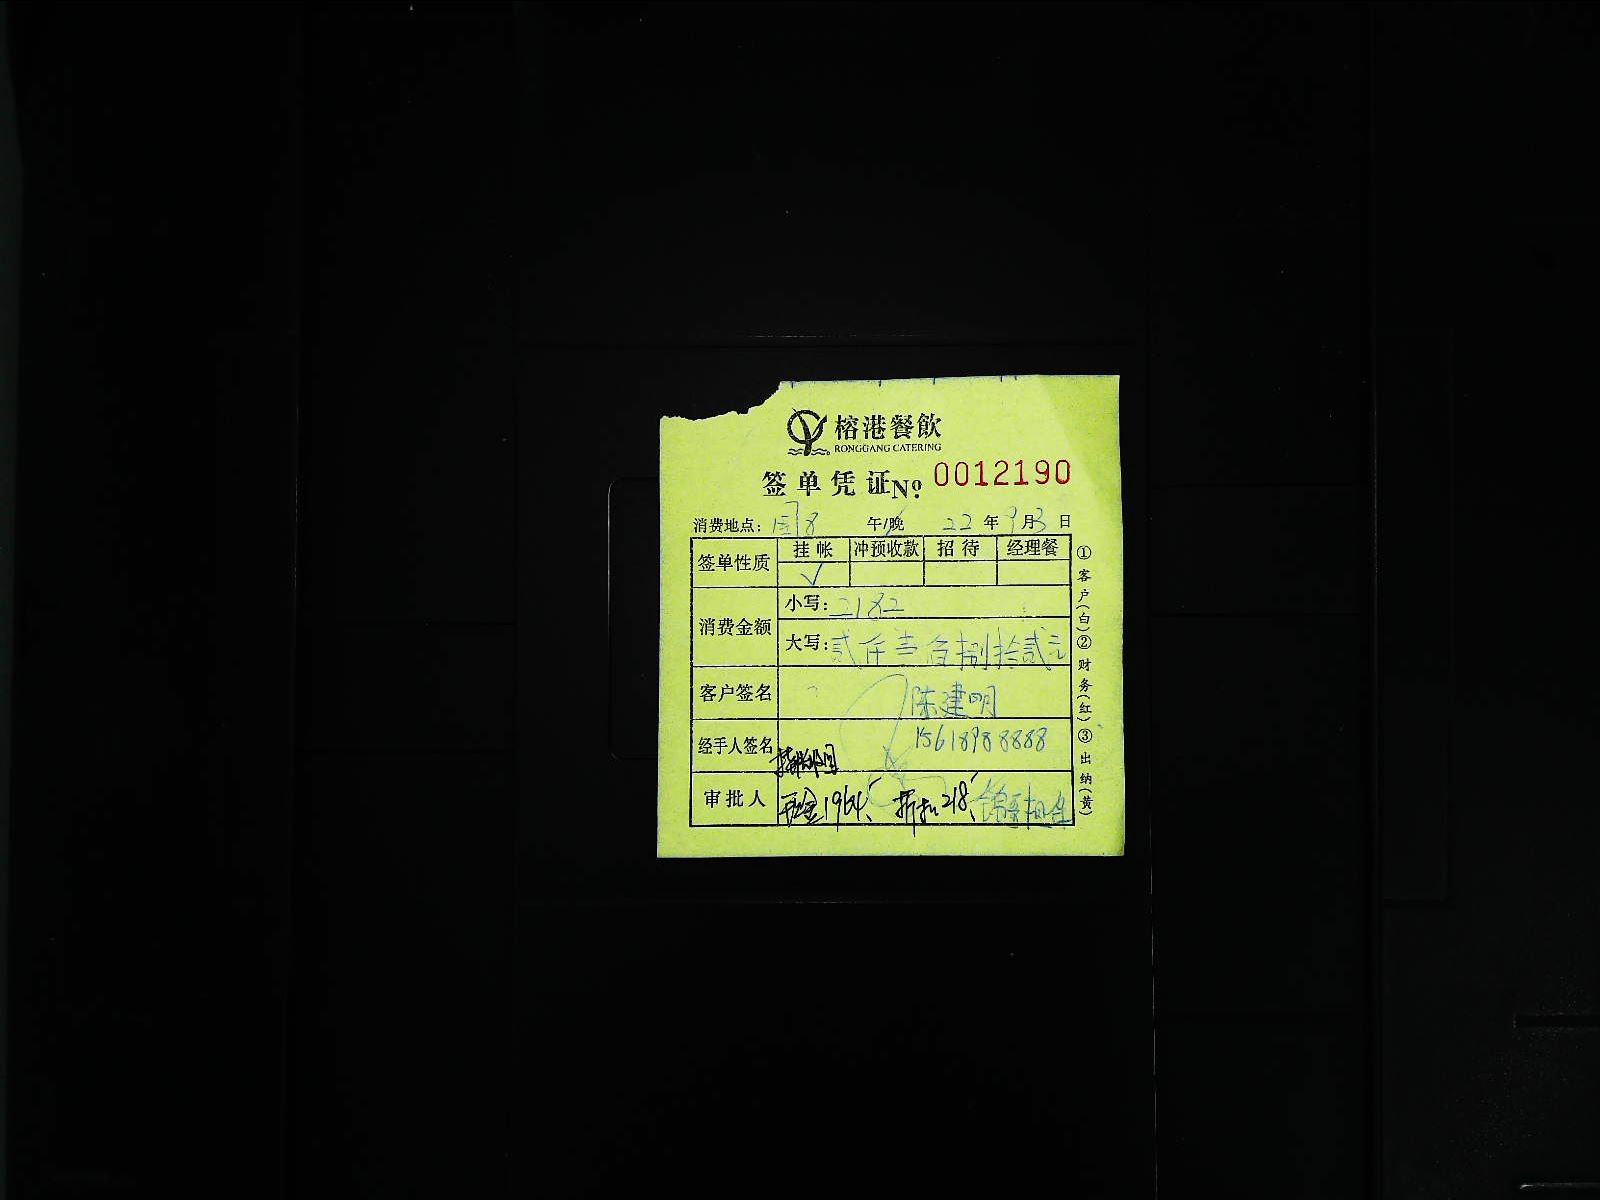 榕港餐飲
RONGGANG CATERING
签单凭证 № 0012190
消费地点: 8 午/晚 22 年 9 月 3 日
签单性质 挂帐 冲预收款 招待 经理餐
√
消费金额 小写: 2182
大写: 贰仟壹佰捌拾贰元
客户签名 陈建明
经手人签名 15618988888
审批人 现金1964、 折扣218、
①客户(白)②财务(红)③出纳(黄)